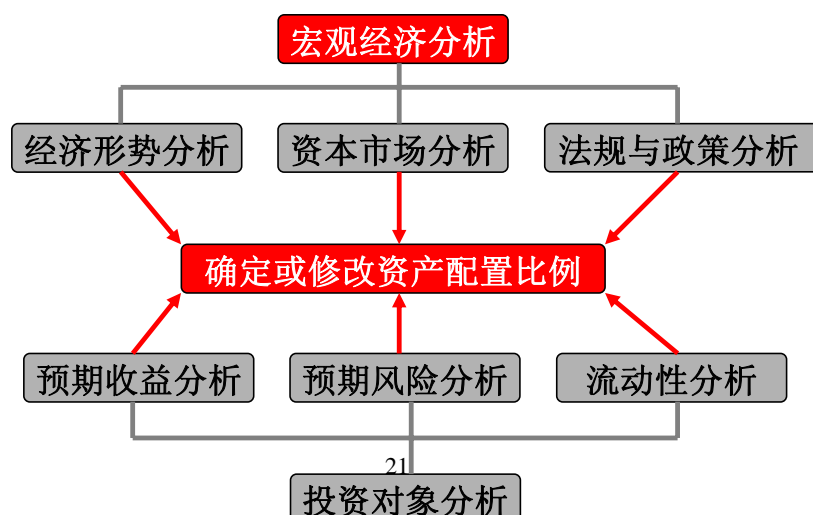 宏观经济分析
经济形势分析
资本市场分析
法规与政策分析
确定或修改资产配置比例
预期收益分析
预期风险分析
流动性分析
21
投资对象分析